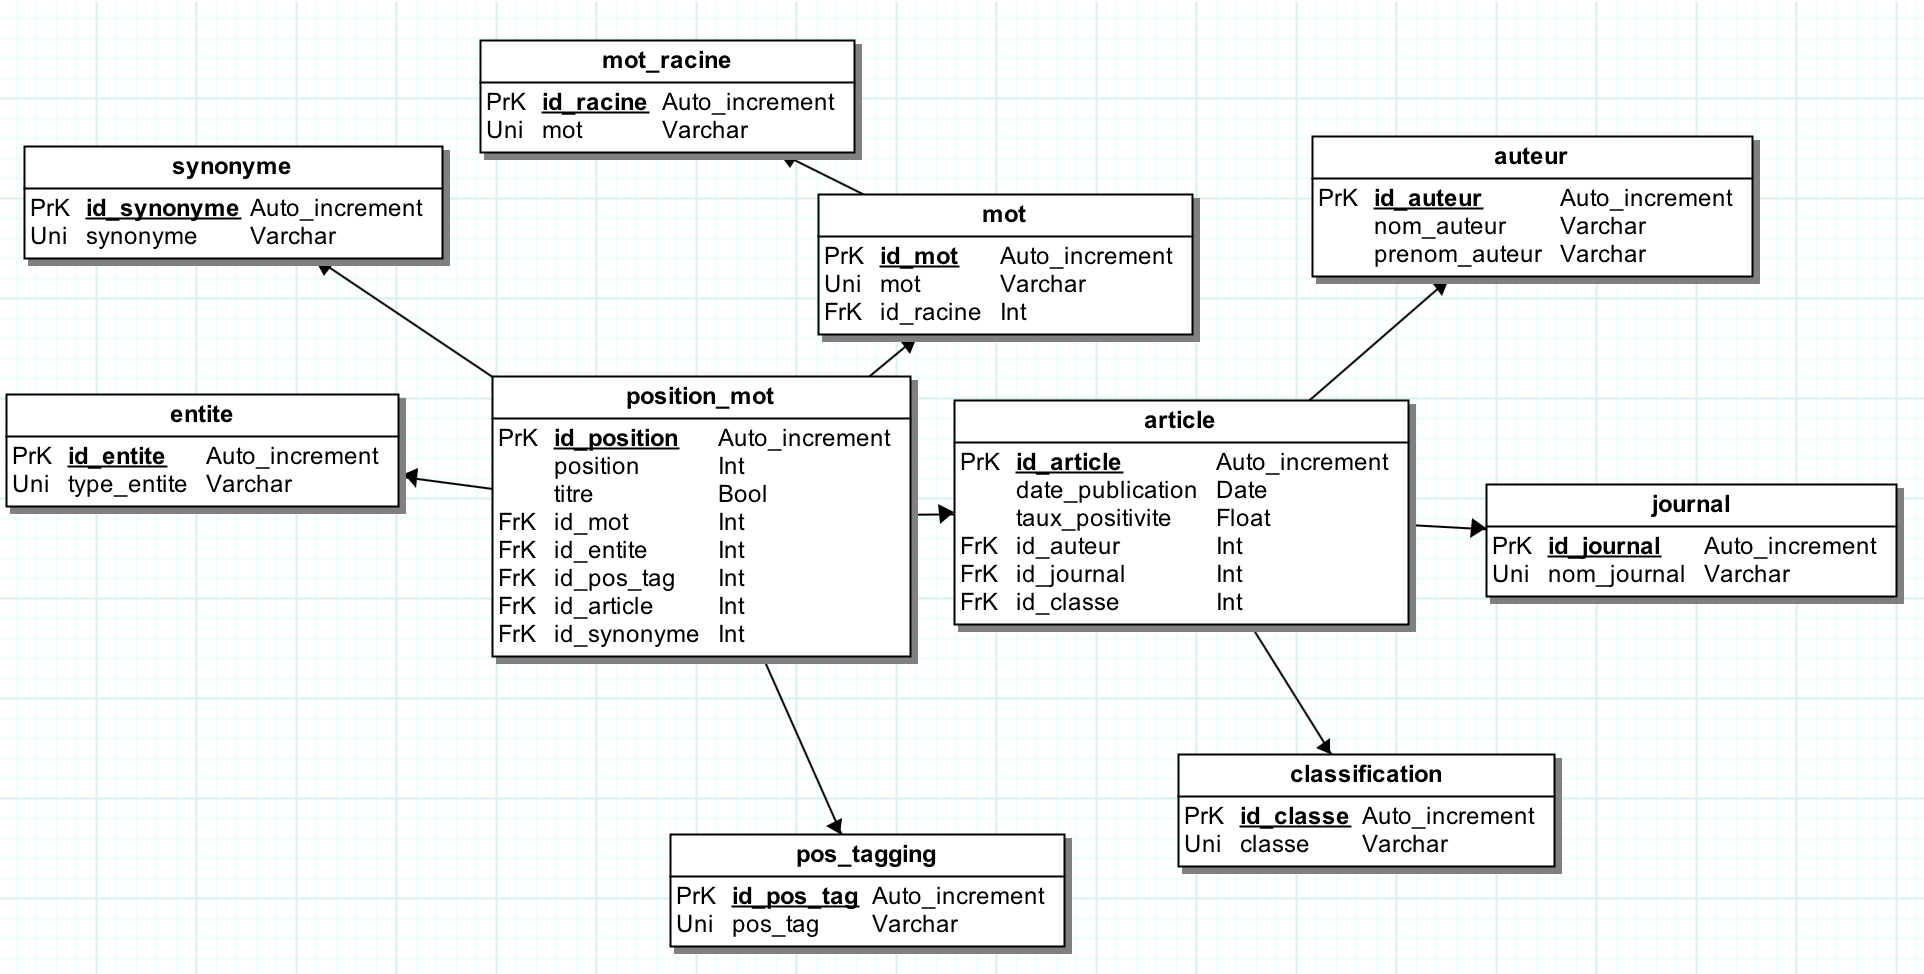 mot_racine
PrK id_racine Auto_increment
Uni mot Varchar
synonyme
PrK id_synonyme Auto_increment
Uni synonyme Varchar
mot
PrK id_mot Auto_increment
Uni mot Varchar
FrK id_racine Int
auteur
PrK id_auteur Auto_increment
nom_auteur Varchar
prenom_auteur Varchar
entite
PrK id_entite Auto_increment
Uni type_entite Varchar
position_mot
PrK id_position Auto_increment
position Int
titre Bool
FrK id_mot Int
FrK id_entite Int
FrK id_pos_tag Int
FrK id_article Int
FrK id_synonyme Int
article
PrK id_article Auto_increment
date_publication Date
taux_positivite Float
FrK id_auteur Int
FrK id_journal Int
FrK id_classe Int
journal
PrK id_journal Auto_increment
Uni nom_journal Varchar
classification
PrK id_classe Auto_increment
Uni classe Varchar
pos_tagging
PrK id_pos_tag Auto_increment
Uni pos_tag Varchar